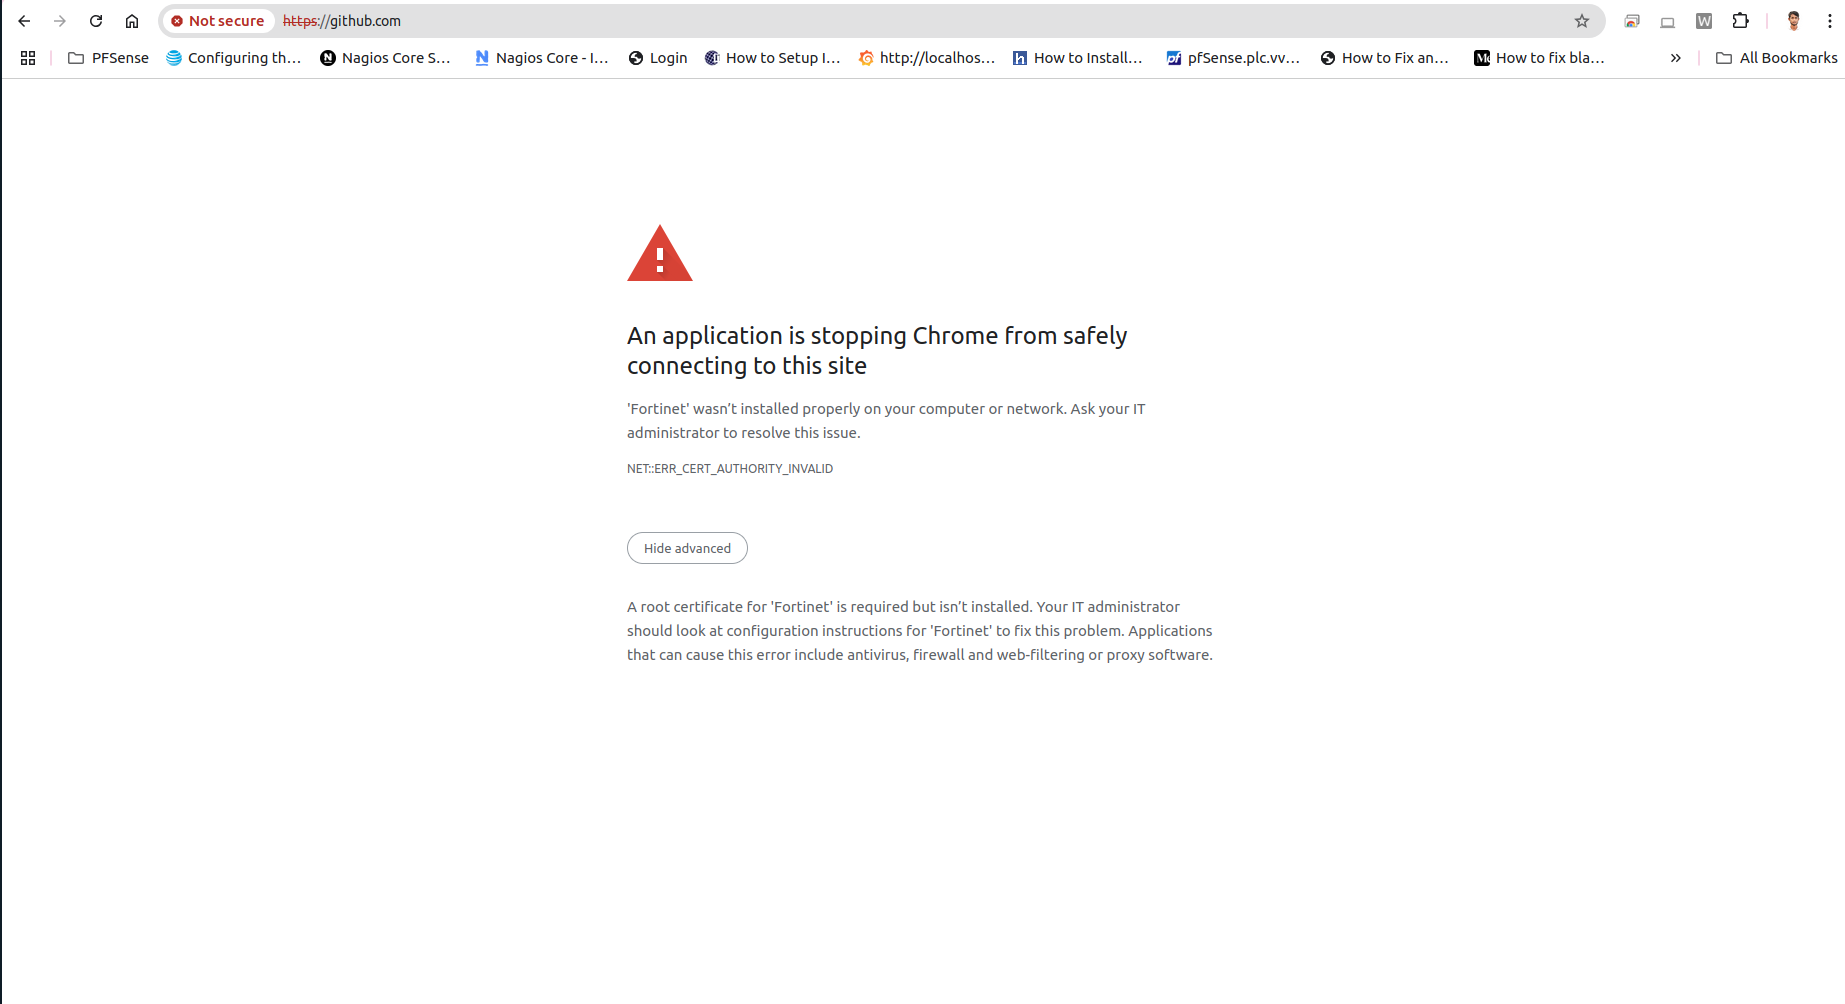 Not secure https://github.com
PFSense Configuring th... Nagios Core S... Nagios Core - I... Login How to Setup I... http://localhos... How to Install... pfSense.plc.vv... How to Fix an... How to fix bla... » All Bookmarks
An application is stopping Chrome from safely
connecting to this site
'Fortinet' wasn’t installed properly on your computer or network. Ask your IT
administrator to resolve this issue.
NET::ERR_CERT_AUTHORITY_INVALID
Hide advanced
A root certificate for 'Fortinet' is required but isn’t installed. Your IT administrator
should look at configuration instructions for 'Fortinet' to fix this problem. Applications
that can cause this error include antivirus, firewall and web-filtering or proxy software.